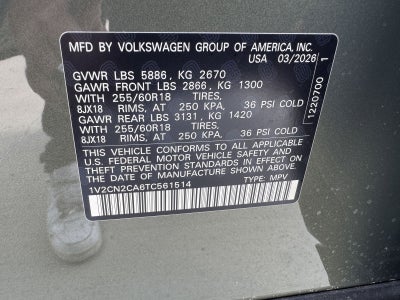 MFD BY VOLKSWAGEN GROUP OF AMERICA, INC.
USA 03/2026
GVWR LBS 5886, KG 2670
GAWR FRONT LBS 2866, KG 1300
WITH 255/60R18 TIRES,
8JX18 RIMS, AT 250 KPA, 36 PSI COLD
GAWR REAR LBS 3131, KG 1420
WITH 255/60R18 TIRES,
8JX18 RIMS, AT 250 KPA, 36 PSI COLD
THIS VEHICLE CONFORMS TO ALL APPLICABLE
U.S. FEDERAL MOTOR VEHICLE SAFETY AND
THEFT PREVENTION STANDARDS IN EFFECT ON
DATE OF MANUFACTURE SHOWN ABOVE.
1V2CN2CA6TC561514
TYPE: MPV
1220700 1